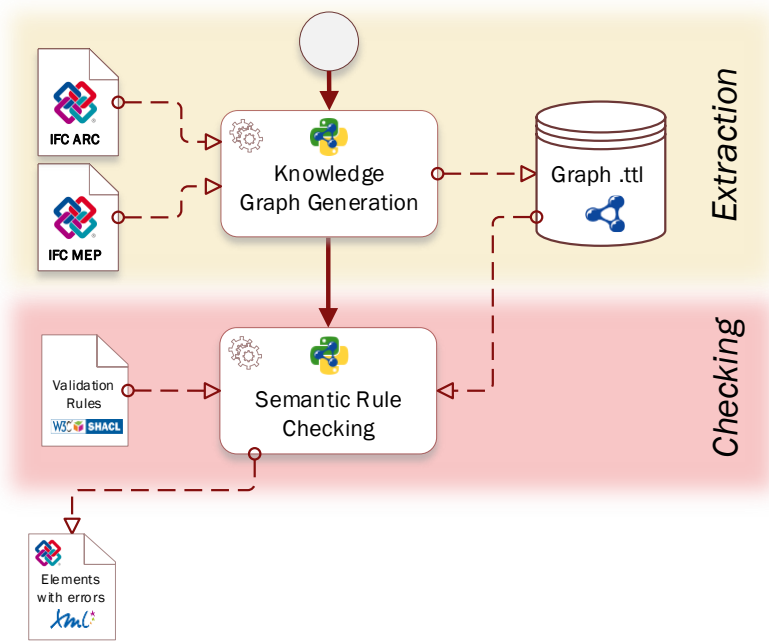 IFC ARC
Knowledge
Graph Generation
Graph .ttl
Extraction
IFC MEP
Validation
Rules
W3C SHACL
Semantic Rule
Checking
Checking
Elements
with errors
xml